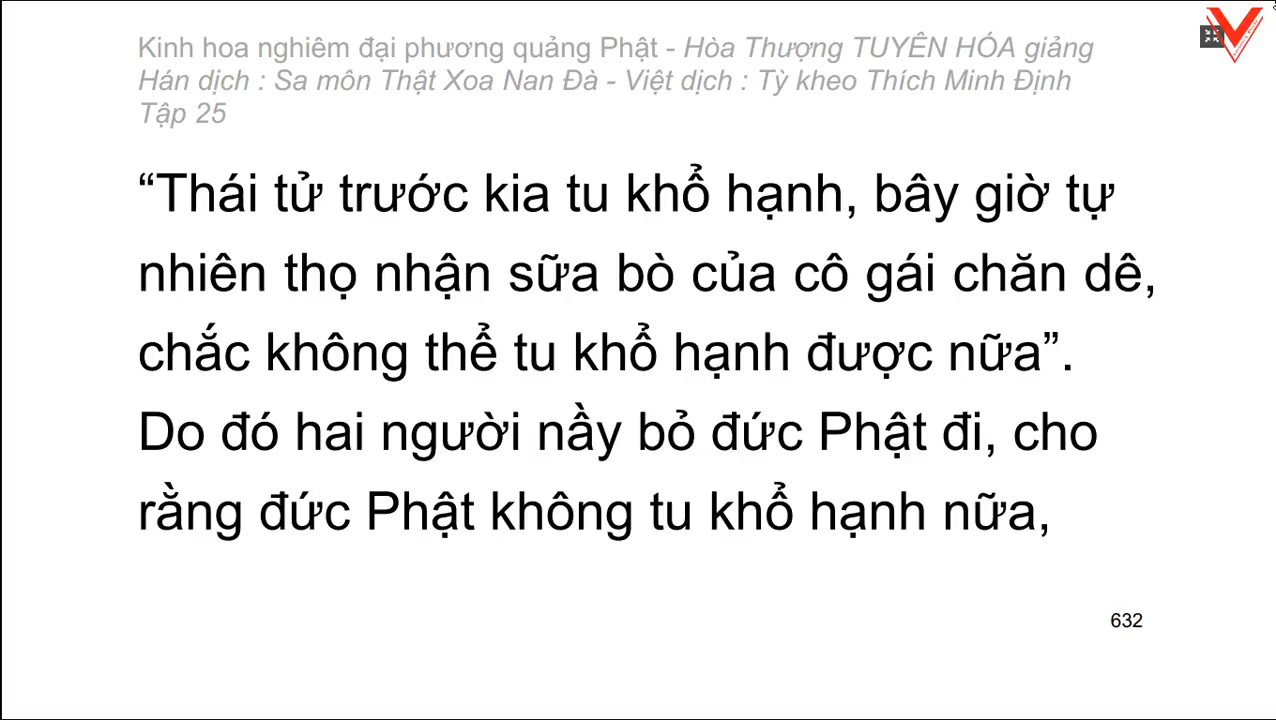 Kinh hoa nghiêm đại phương quảng Phật - Hòa Thượng TUYÊN HÓA giảng
Hán dịch : Sa môn Thật Xoa Nan Đà - Việt dịch : Tỳ kheo Thích Minh Định
Tập 25
“Thái tử trước kia tu khổ hạnh, bây giờ tự
nhiên thọ nhận sữa bò của cô gái chăn dê,
chắc không thể tu khổ hạnh được nữa”.
Do đó hai người nầy bỏ đức Phật đi, cho
rằng đức Phật không tu khổ hạnh nữa,
632